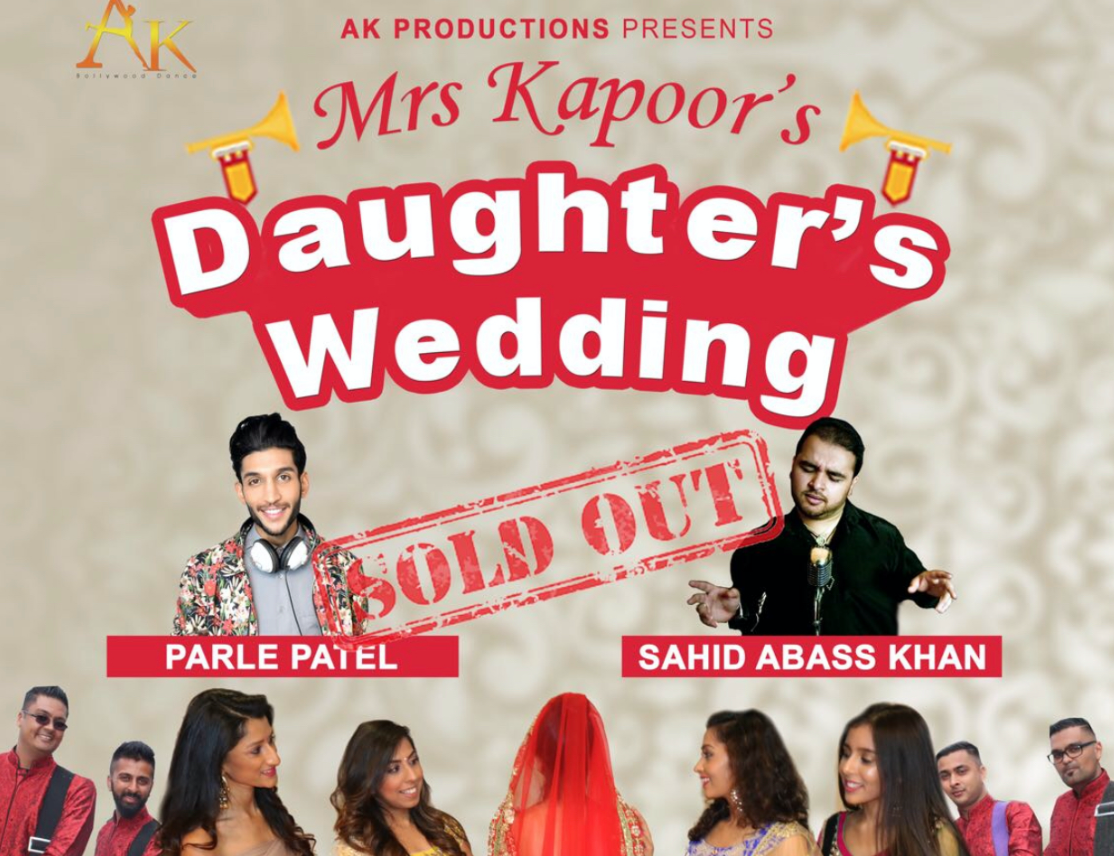 AK
Bollywood Dance
AK PRODUCTIONS PRESENTS
Mrs Kapoor's
Daughter's
Wedding
SOLD OUT
PARLE PATEL
SAHID ABASS KHAN